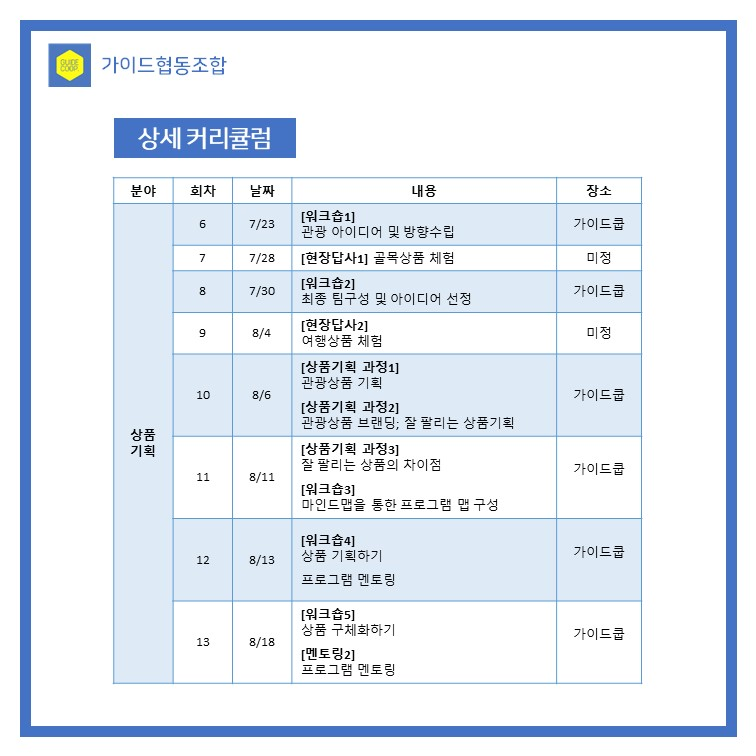 GUIDE
COOP
가이드협동조합
상세 커리큘럼
분야 회차 날짜 내용 장소
상품
기획
6 7/23 [워크숍1]
관광 아이디어 및 방향수립
가이드쿱
7 7/28 [현장답사1] 골목상품 체험 미정
8 7/30 [워크숍2]
최종 팀구성 및 아이디어 선정
가이드쿱
9 8/4 [현장답사2]
여행상품 체험
미정
10 8/6 [상품기획 과정1]
관광상품 기획
[상품기획 과정2]
관광상품 브랜딩; 잘 팔리는 상품기획
가이드쿱
11 8/11 [상품기획 과정3]
잘 팔리는 상품의 차이점
[워크숍3]
마인드맵을 통한 프로그램 맵 구성
가이드쿱
12 8/13 [워크숍4]
상품 기획하기
프로그램 멘토링
가이드쿱
13 8/18 [워크숍5]
상품 구체화하기
[멘토링2]
프로그램 멘토링
가이드쿱